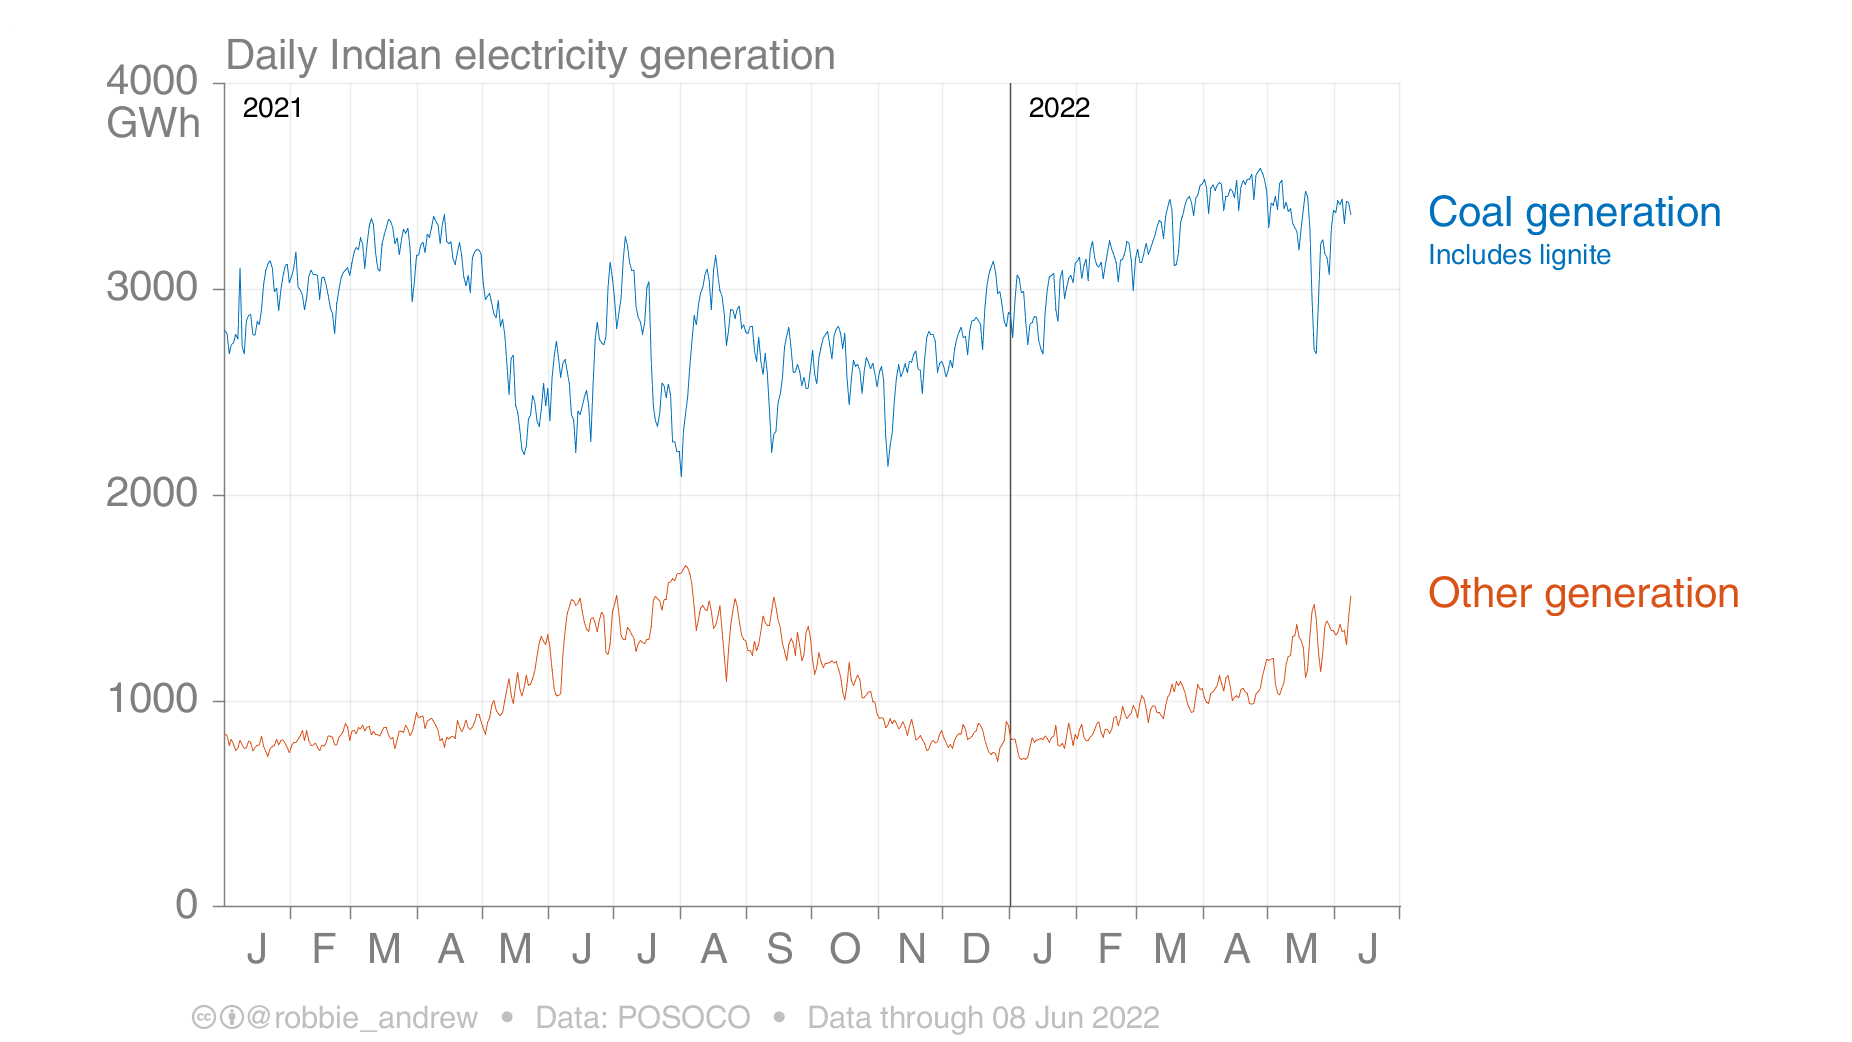 Daily Indian electricity generation
4000
GWh
2021
2022
3000
2000
1000
0
Coal generation
Includes lignite
Other generation
J F M A M J J A S O N D J F M A M J
cc @robbie_andrew • Data: POSOCO • Data through 08 Jun 2022